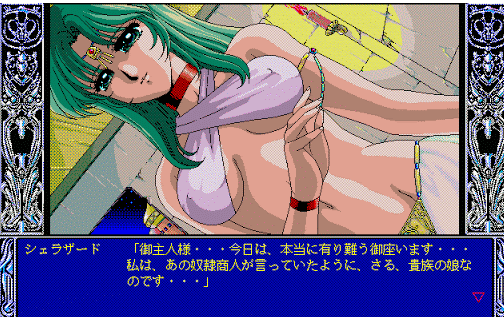 シェラザード 「御主人様・・・今日は、本当に有り難う御座います・・・
私は、あの奴隷商人が言っていたように、さる、貴族の娘な
のです・・・」